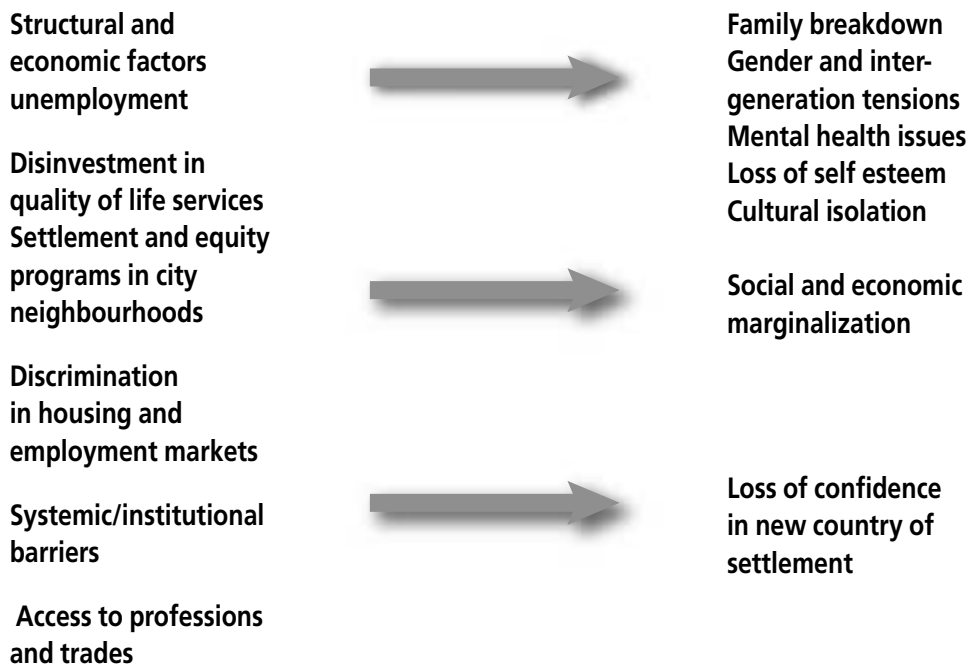 Structural and
economic factors
unemployment
Disinvestment in
quality of life services
Settlement and equity
programs in city
neighbourhoods
Discrimination
in housing and
employment markets
Systemic/institutional
barriers
Access to professions
and trades
Family breakdown
Gender and inter-
generation tensions
Mental health issues
Loss of self esteem
Cultural isolation
Social and economic
marginalization
Loss of confidence
in new country of
settlement